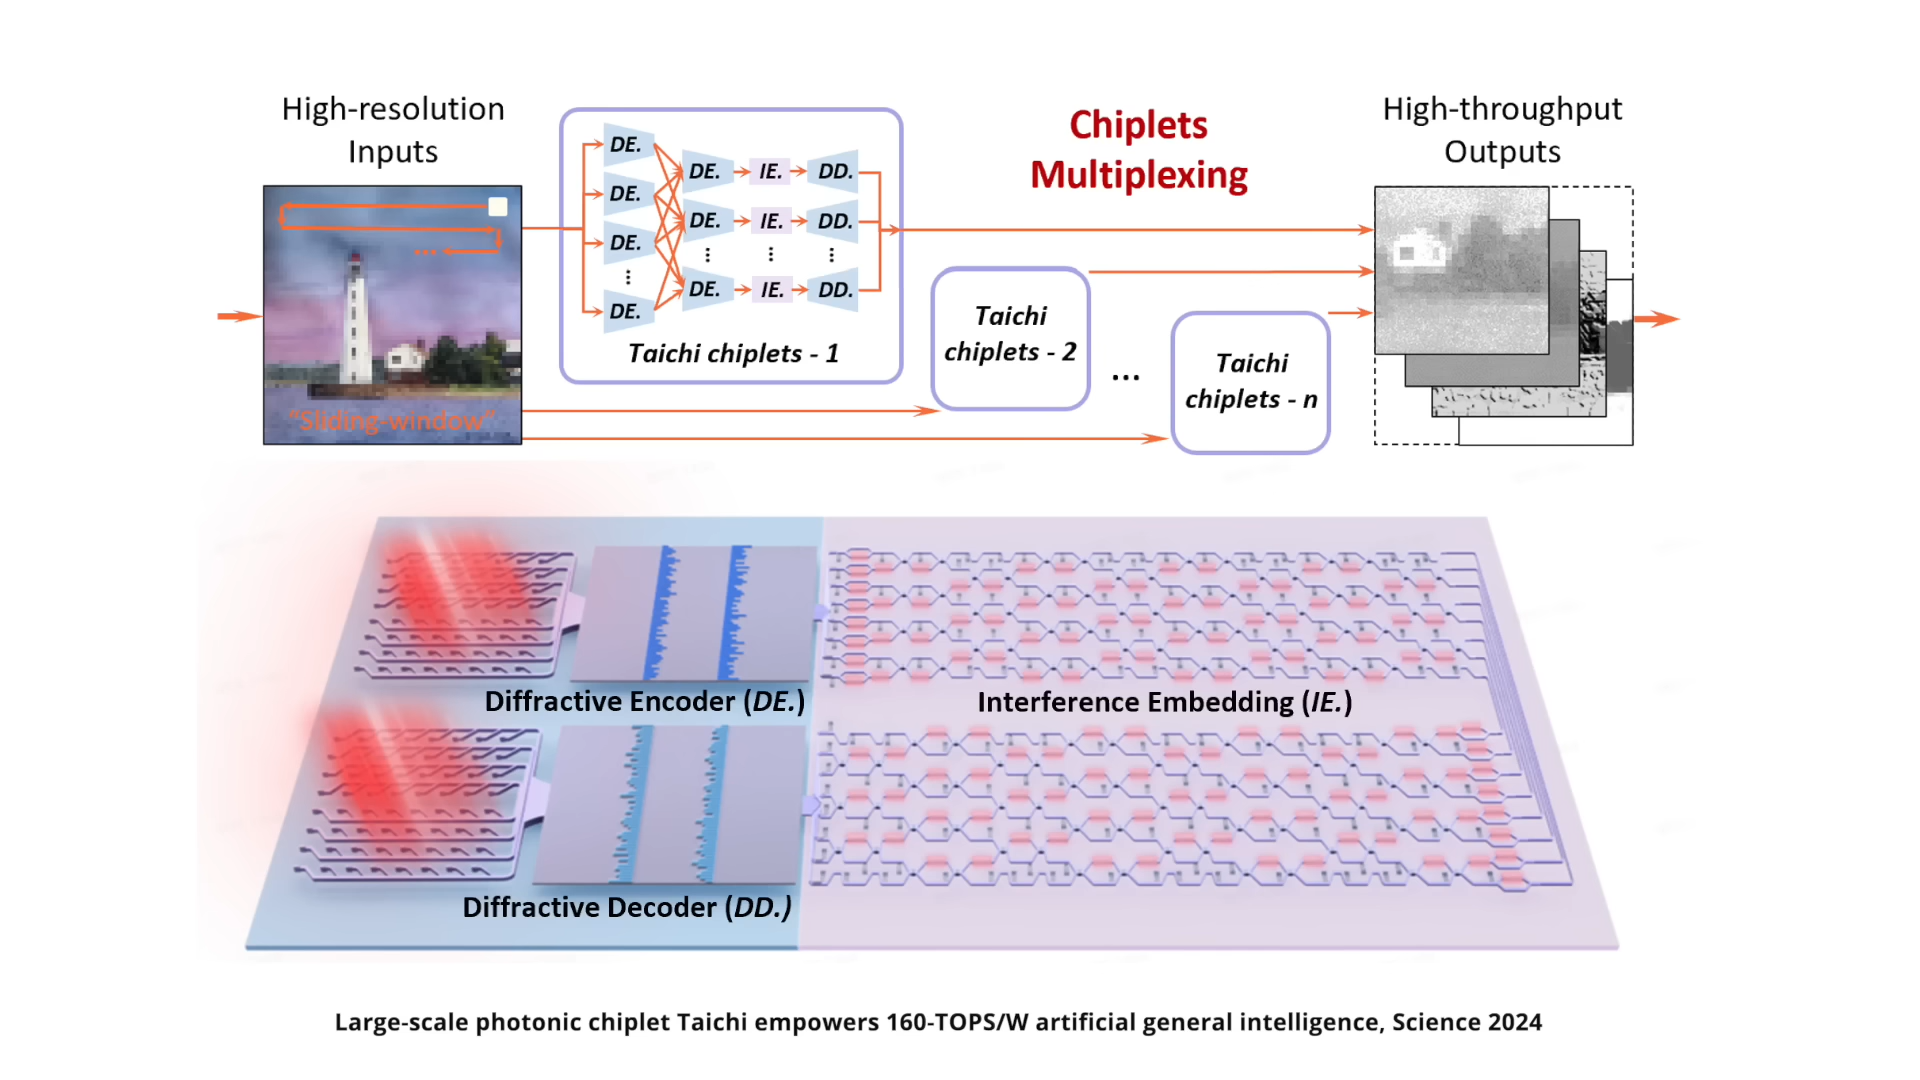 High-resolution
Inputs
"Sliding-window"
DE.
DE.
DE.
DE.
DE. IE. DD.
DE. IE. DD.
DE. IE. DD.
Taichi chiplets - 1
Chiplets
Multiplexing
Taichi
chiplets - 2
...
Taichi
chiplets - n
High-throughput
Outputs
Diffractive Encoder (DE.)
Interference Embedding (IE.)
Diffractive Decoder (DD.)
Large-scale photonic chiplet Taichi empowers 160-TOPS/W artificial general intelligence, Science 2024